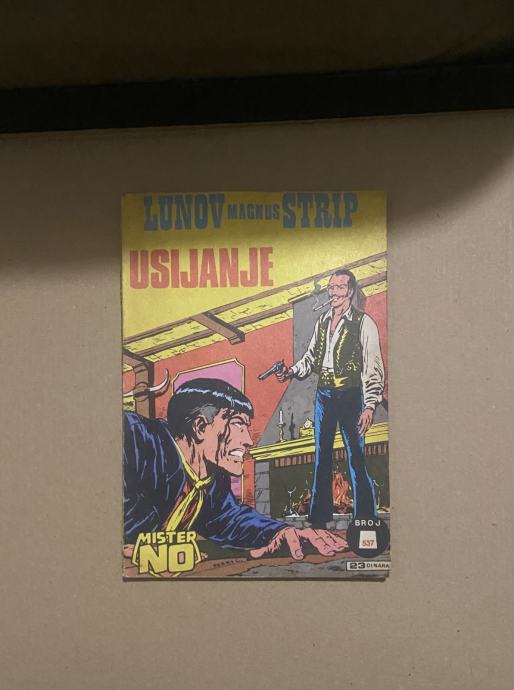 LUNOV MAGNUS STRIP
USIJANJE
MISTER
NO
BROJ
537
23 DINARA